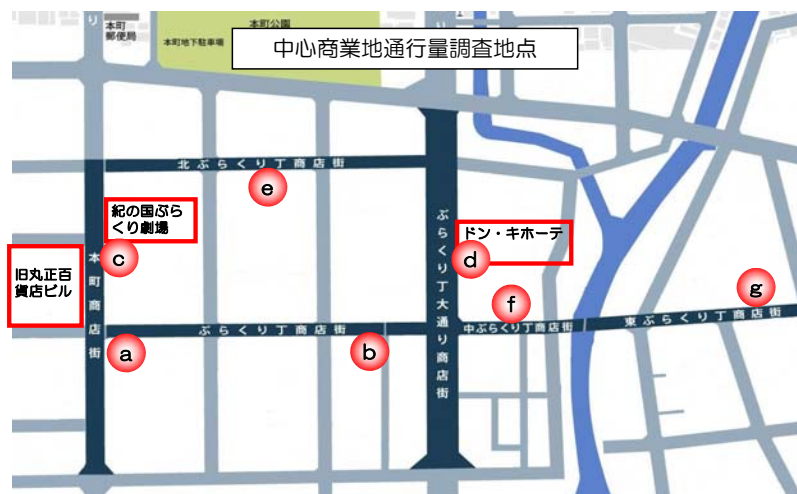 り
本町
郵便局
本町公園
本町地下駐車場
中心商業地通行量調査地点
り
北ぶらくり丁商店街
e
紀の国ぶら
くり劇場
旧丸正百
貨店ビル
c
本町商店街
ぶらくり丁大通り商店街
ドン・キホーテ
d
g
f
ぶらくり丁商店街
中ぶらくり丁商店街
東ぶらくり丁商店街
a
b